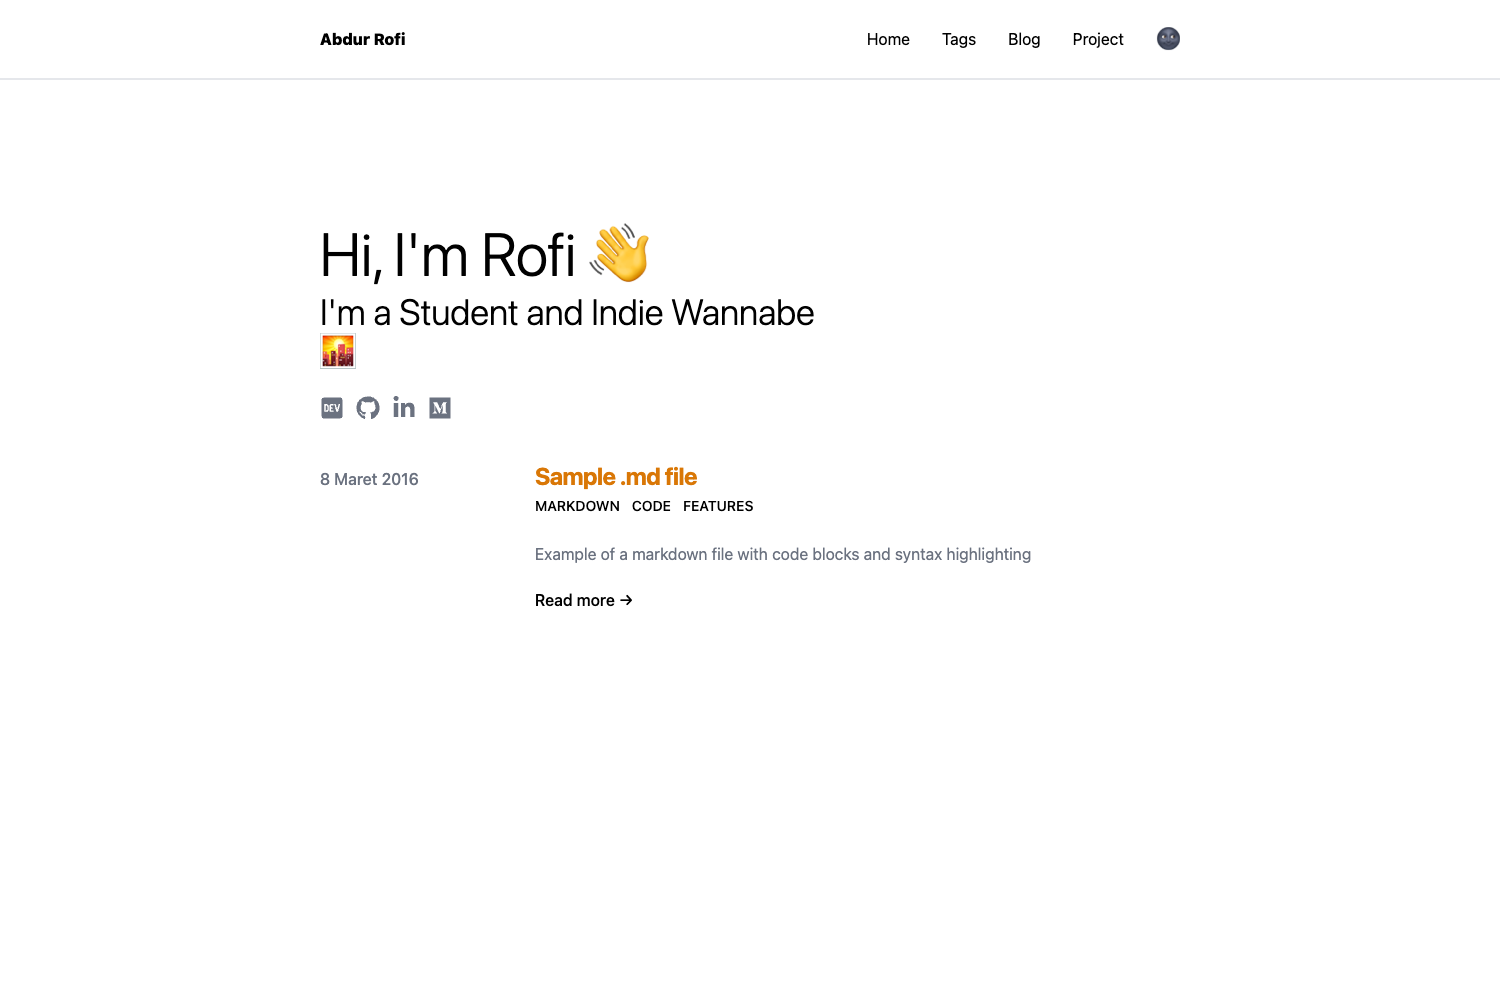 Abdur Rofi
Home Tags Blog Project
Hi, I'm Rofi 👋
I'm a Student and Indie Wannabe
🌇
DEV in M
8 Maret 2016
Sample .md file
MARKDOWN CODE FEATURES
Example of a markdown file with code blocks and syntax highlighting
Read more →